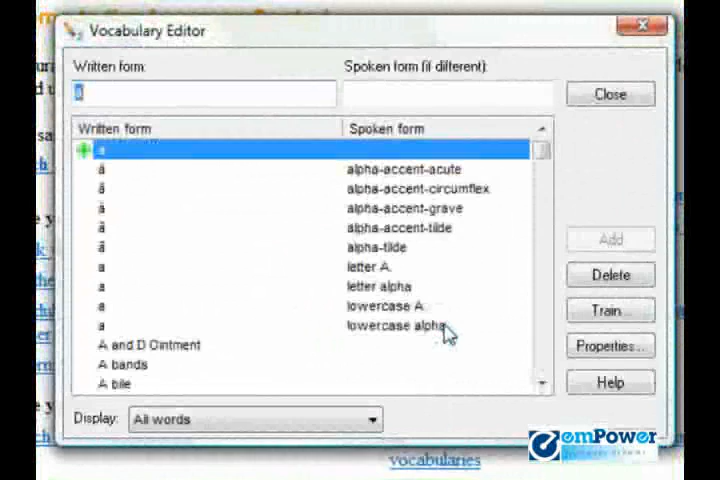 Vocabulary Editor
Written form:
Spoken form (if different):
a
Close
Written form
Spoken form
a
á alpha-accent-acute
â alpha-accent-circumflex
à alpha-accent-grave
ã alpha-accent-tilde
ã alpha-tilde
a letter A
a letter alpha
a lowercase A
a lowercase alpha
A and D Ointment
A bands
A bile
Add
Delete
Train...
Properties...
Help
Display:
All words
emPower
vocabularies